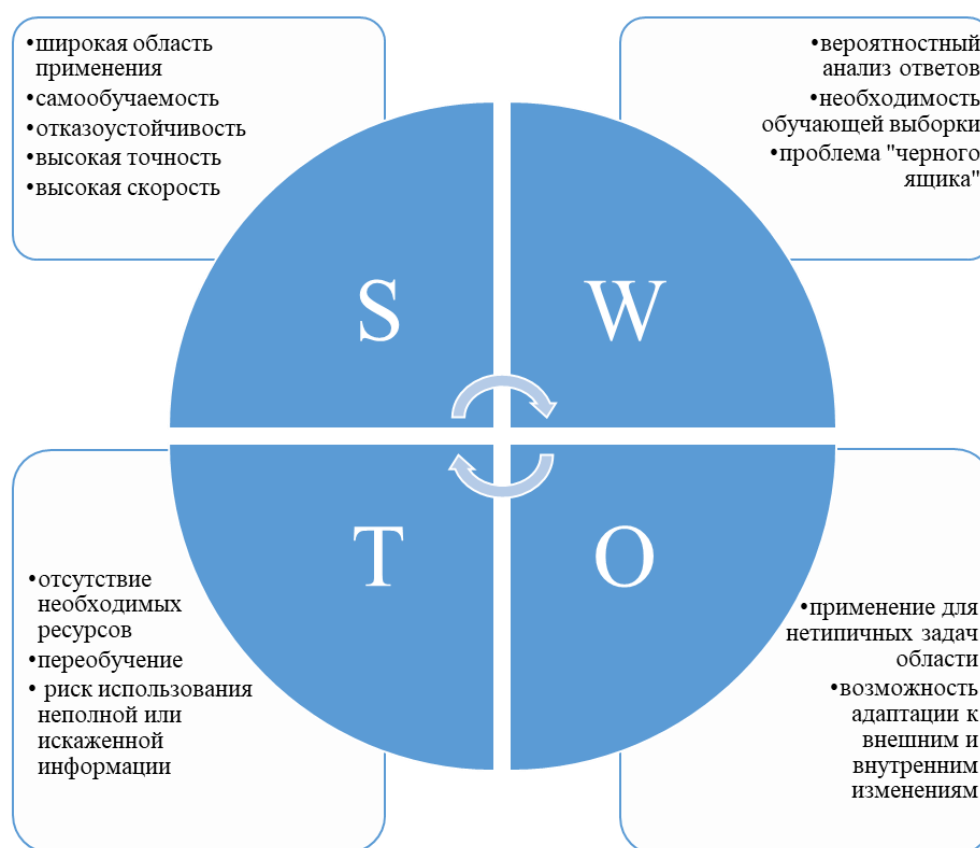 •широкая область
применения
•самообучаемость
•отказоустойчивость
•высокая точность
•высокая скорость
•вероятностный
анализ ответов
•необходимость
обучающей выборки
•проблема "черного
ящика"
S
W
T
O
•отсутствие
необходимых
ресурсов
•переобучение
• риск использования
неполной или
искаженной
информации
•применение для
нетипичных задач
области
•возможность
адаптации к
внешним и
внутренним
изменениям